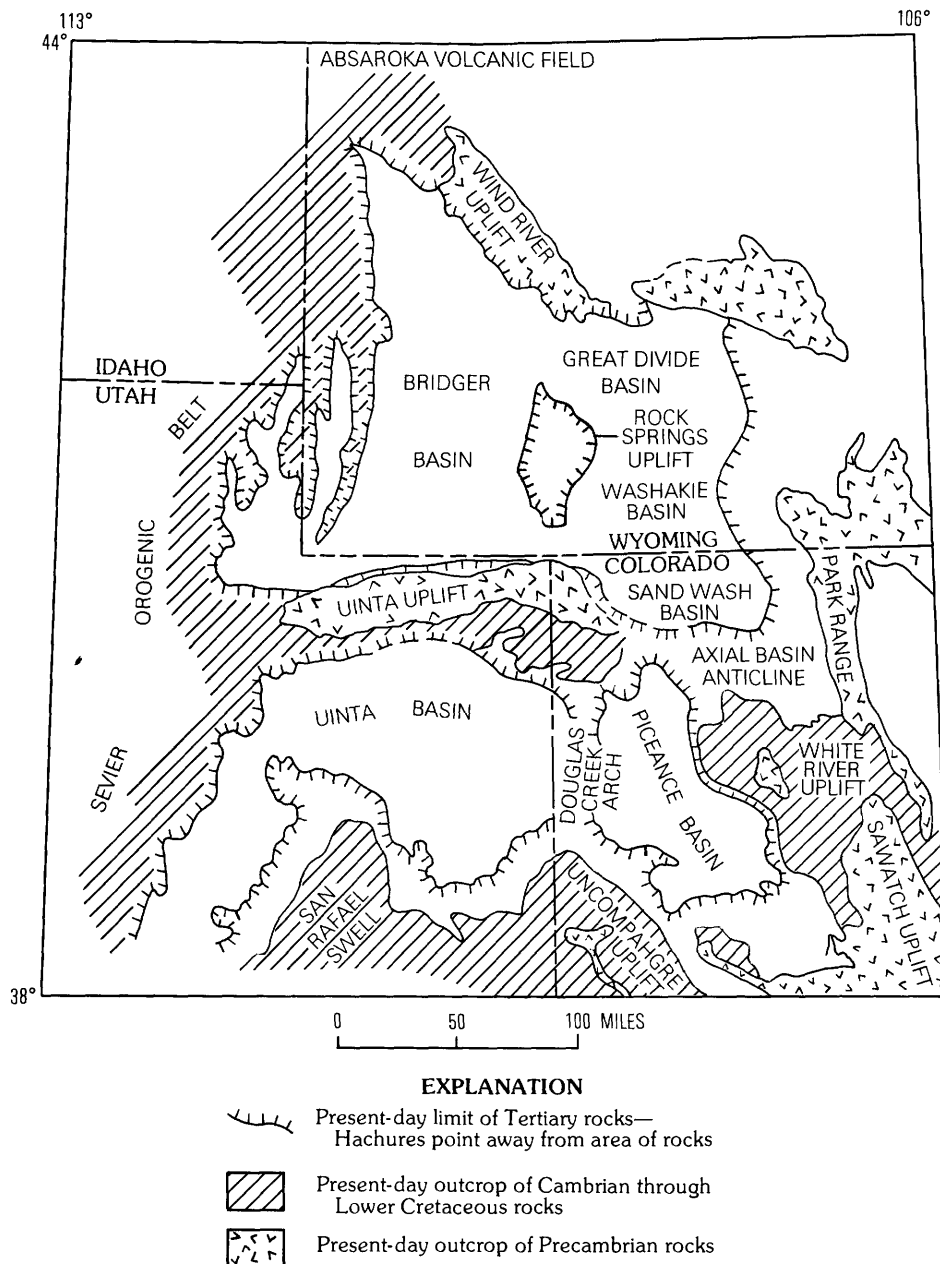 113°
106°
44°
ABSAROKA VOLCANIC FIELD
WIND RIVER
UPLIFT
IDAHO
UTAH
BRIDGER
BASIN
GREAT DIVIDE
BASIN
ROCK
SPRINGS
UPLIFT
WASHAKIE
BASIN
WYOMING
COLORADO
SEVIER
OROGENIC
BELT
UINTA UPLIFT
SAND WASH
BASIN
PARK RANGE
AXIAL BASIN
ANTICLINE
UINTA BASIN
DOUGLAS
CREEK
ARCH
PICEANCE BASIN
WHITE
RIVER
UPLIFT
SAN
RAFAEL
SWELL
UNCOMPAHGRE
UPLIFT
SAWATCH UPLIFT
38°
0 50 100 MILES
EXPLANATION
Present-day limit of Tertiary rocks—
Hachures point away from area of rocks
Present-day outcrop of Cambrian through
Lower Cretaceous rocks
Present-day outcrop of Precambrian rocks